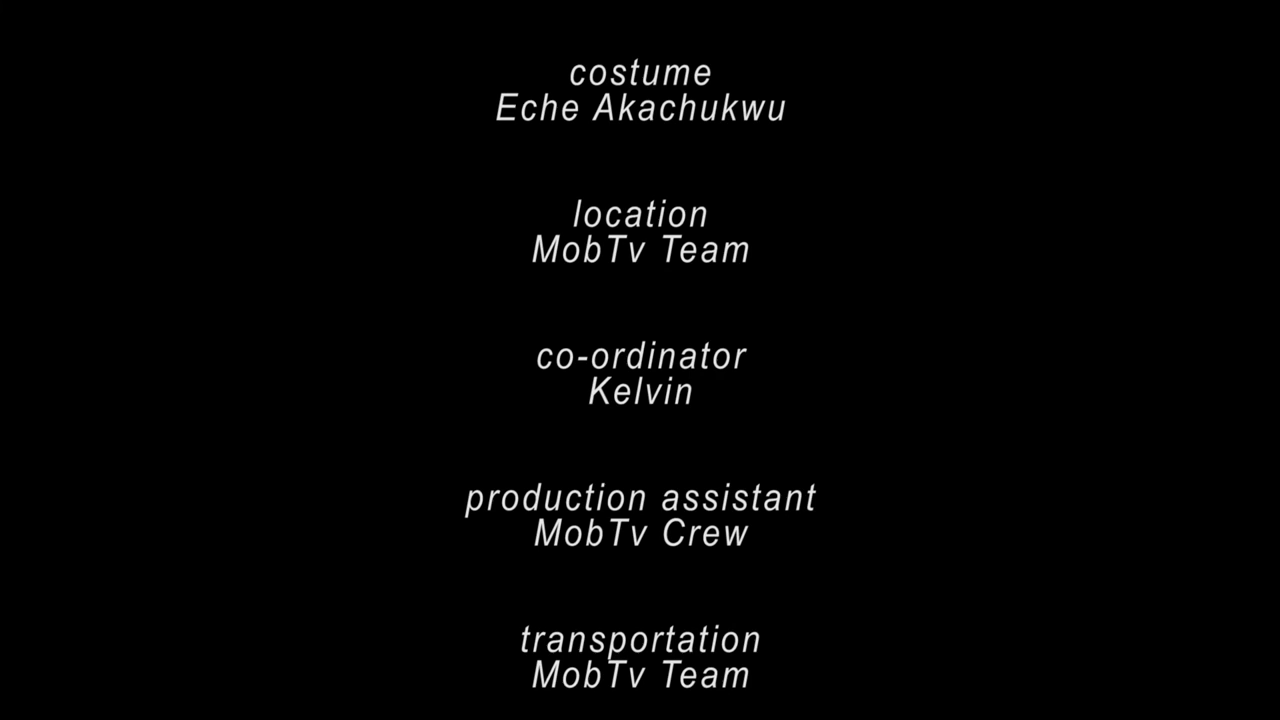 costume
Eche Akachukwu
location
MobTv Team
co-ordinator
Kelvin
production assistant
MobTv Crew
transportation
MobTv Team